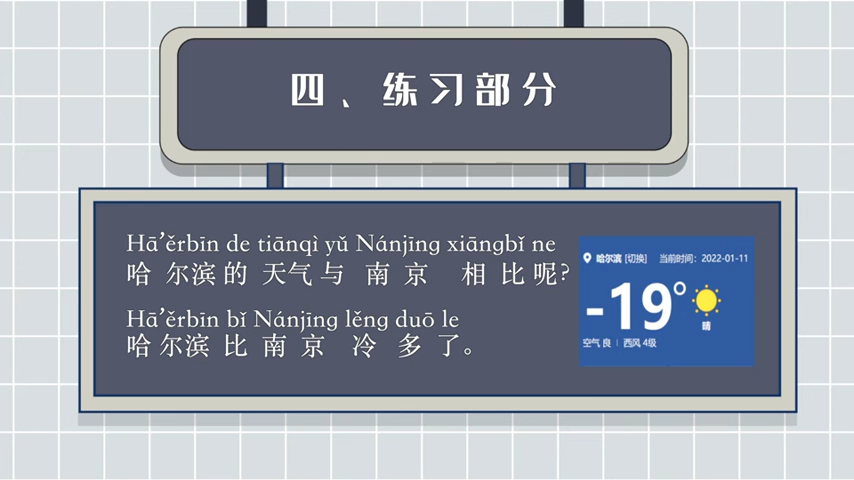 四、练习部分
Hā’ěrbīn de tiānqì yǔ Nánjīng xiāngbǐ ne
哈尔滨的天气与南京相比呢?
Hā’ěrbīn bǐ Nánjīng lěng duō le
哈尔滨比南京冷多了。
哈尔滨 [切换] 当前时间：2022-01-11
-19°
晴
空气 良 | 西风 4级